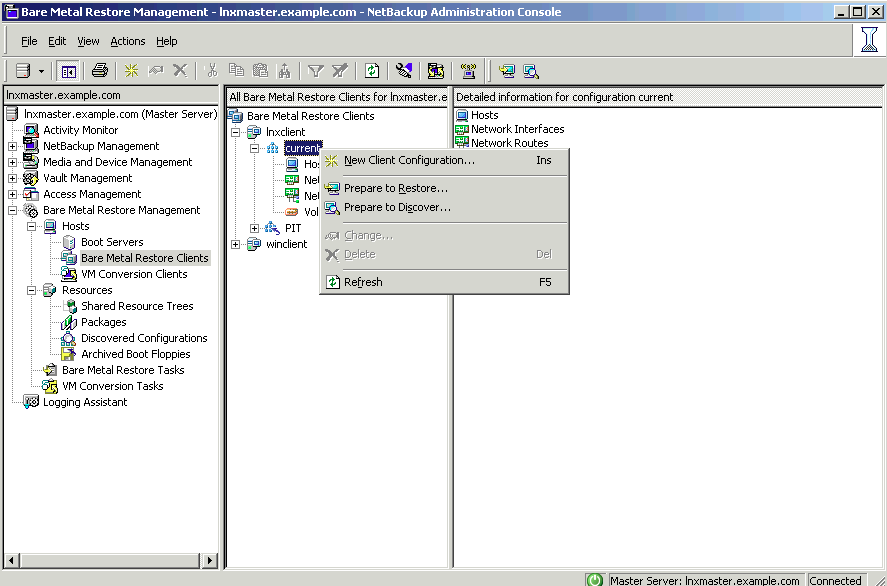 Bare Metal Restore Management - lnxmaster.example.com - NetBackup Administration Console
File Edit View Actions Help
lnxmaster.example.com
lnxmaster.example.com (Master Server)
Activity Monitor
NetBackup Management
Media and Device Management
Vault Management
Access Management
Bare Metal Restore Management
Hosts
Boot Servers
Bare Metal Restore Clients
VM Conversion Clients
Resources
Shared Resource Trees
Packages
Discovered Configurations
Archived Boot Floppies
Bare Metal Restore Tasks
VM Conversion Tasks
Logging Assistant
All Bare Metal Restore Clients for lnxmaster.e
Bare Metal Restore Clients
lnxclient
current
Hos
Net
Net
Vol
PIT
winclient
New Client Configuration... Ins
Prepare to Restore...
Prepare to Discover...
Change...
Delete Del
Refresh F5
Detailed information for configuration current
Hosts
Network Interfaces
Network Routes
Master Server: lnxmaster.example.com Connected